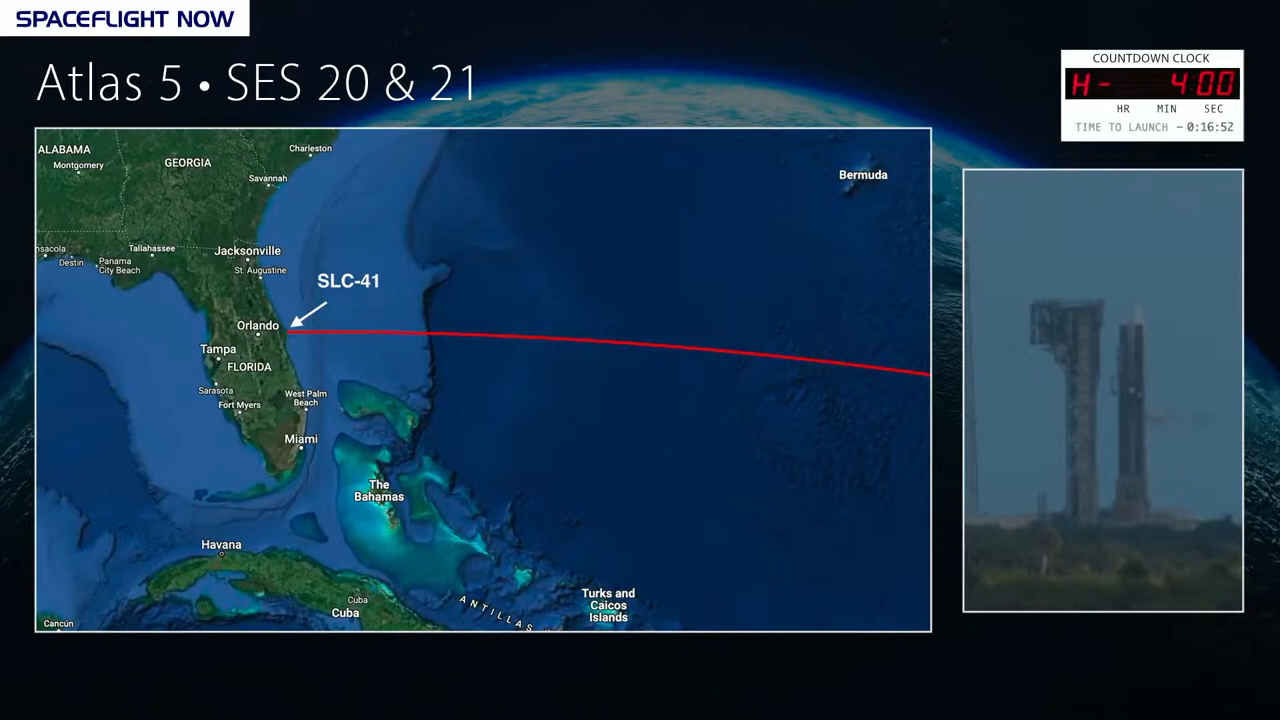 SPACEFLIGHT NOW
Atlas 5 • SES 20 & 21
COUNTDOWN CLOCK
H - 4:00
HR MIN SEC
TIME TO LAUNCH - 0:16:52
ALABAMA
Montgomery
GEORGIA
Charleston
Savannah
Bermuda
nsacola
Destin
Panama
City Beach
Tallahassee
Jacksonville
St. Augustine
SLC-41
Orlando
Tampa
FLORIDA
Sarasota
Fort Myers
West Palm
Beach
Miami
The
Bahamas
Havana
Cuba
Cuba
ANTILLAS
Turks and
Caicos
Islands
Cancún